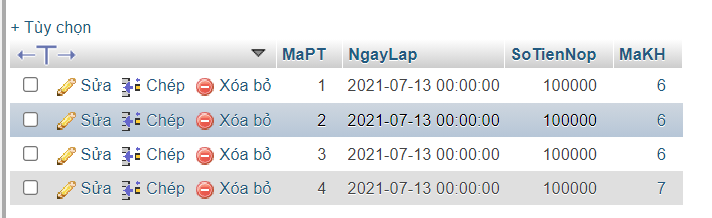 + Tùy chọn
←T→ MaPT NgayLap SoTienNop MaKH
Sửa Chép Xóa bỏ 1 2021-07-13 00:00:00 100000 6
Sửa Chép Xóa bỏ 2 2021-07-13 00:00:00 100000 6
Sửa Chép Xóa bỏ 3 2021-07-13 00:00:00 100000 6
Sửa Chép Xóa bỏ 4 2021-07-13 00:00:00 100000 7